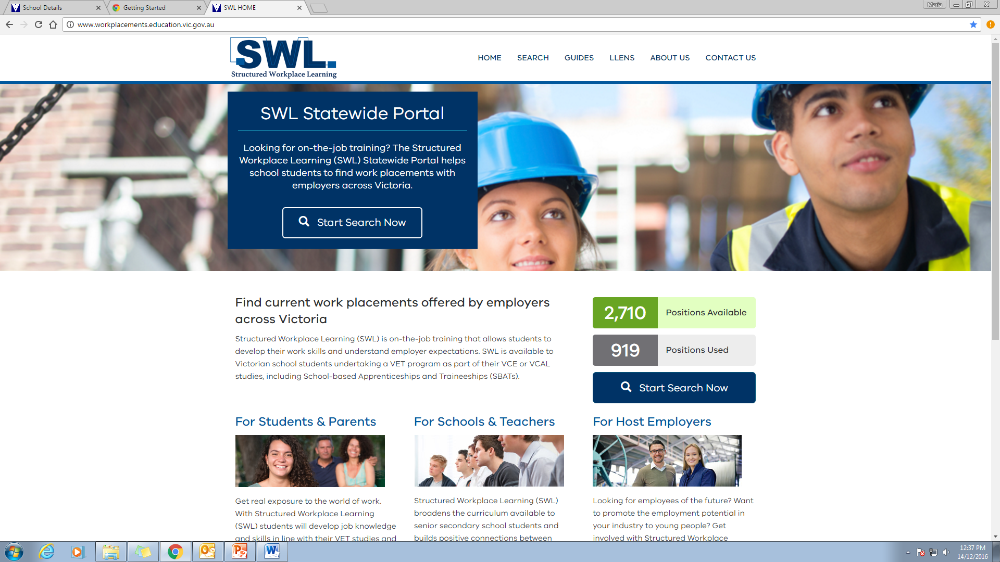 School Details
Getting Started
SWL HOME
Maria
www.workplacements.education.vic.gov.au
SWL.
Structured Workplace Learning
HOME SEARCH GUIDES LLENS ABOUT US CONTACT US
SWL Statewide Portal
Looking for on-the-job training? The Structured
Workplace Learning (SWL) Statewide Portal helps
school students to find work placements with
employers across Victoria.
Start Search Now
Find current work placements offered by employers
across Victoria
Structured Workplace Learning (SWL) is on-the-job training that allows students to
develop their work skills and understand employer expectations. SWL is available to
Victorian school students undertaking a VET program as part of their VCE or VCAL
studies, including School-based Apprenticeships and Traineeships (SBATs).
2,710 Positions Available
919 Positions Used
Start Search Now
For Students & Parents
Get real exposure to the world of work.
With Structured Workplace Learning
(SWL) students will develop job knowledge
and skills in line with their VET studies and
For Schools & Teachers
Structured Workplace Learning (SWL)
broadens the curriculum available to
senior secondary school students and
builds positive connections between
For Host Employers
Looking for employees of the future? Want
to promote the employment potential in
your industry to young people? Get
involved with Structured Workplace
12:37 PM
14/12/2016